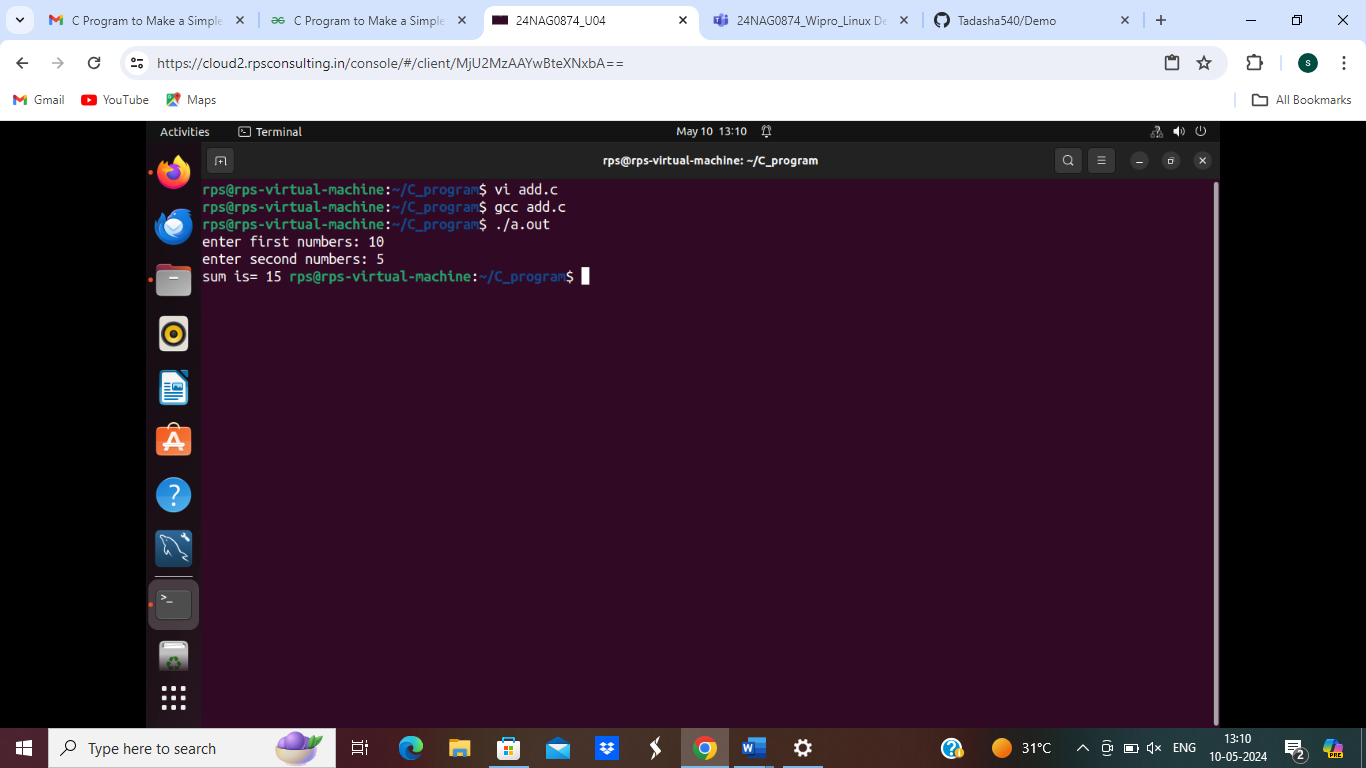 C Program to Make a Simple
C Program to Make a Simple
24NAG0874_U04
24NAG0874_Wipro_Linux De
Tadasha540/Demo
https://cloud2.rpsconsulting.in/console/#/client/MjU2MzAAYwBteXNxbA==
S
Gmail
YouTube
Maps
All Bookmarks
Activities
Terminal
May 10 13:10
rps@rps-virtual-machine: ~/C_program
rps@rps-virtual-machine:~/C_program$ vi add.c
rps@rps-virtual-machine:~/C_program$ gcc add.c
rps@rps-virtual-machine:~/C_program$ ./a.out
enter first numbers: 10
enter second numbers: 5
sum is= 15 rps@rps-virtual-machine:~/C_program$
Type here to search
31°C
ENG
13:10
10-05-2024
2
PRE